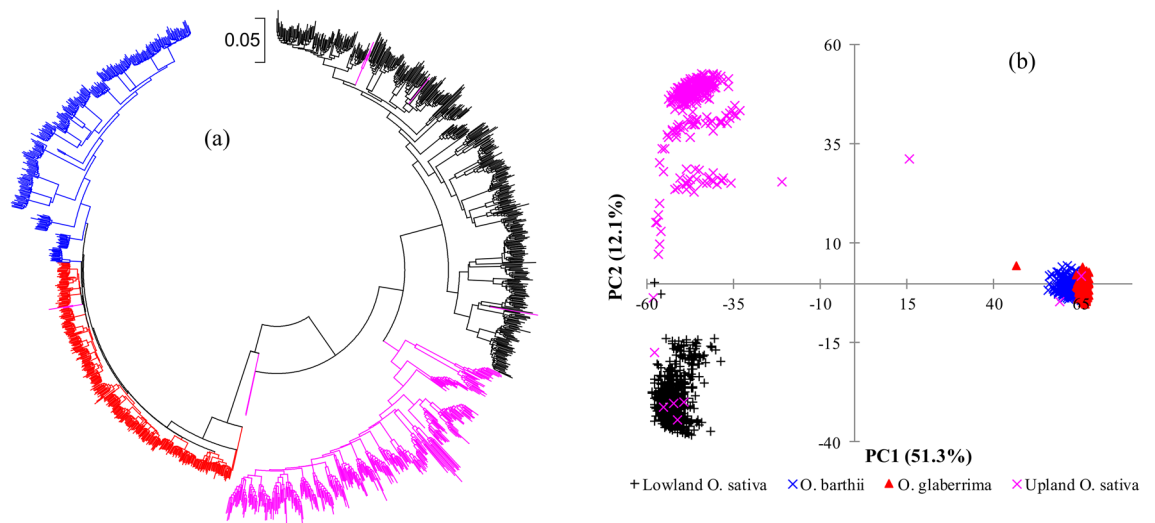 0.05
(a)
(b)
60
35
10
-60
-35
-10
15
40
65
-15
-40
PC2 (12.1%)
PC1 (51.3%)
Lowland O. sativa
O. barthii
O. glaberrima
Upland O. sativa